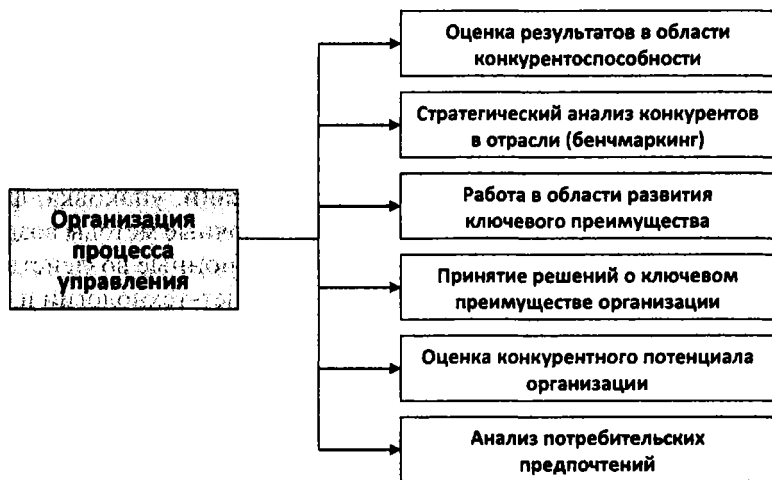 Оценка результатов в области
конкурентоспособности
Стратегический анализ конкурентов
в отрасли (бенчмаркинг)
Работа в области развития
ключевого преимущества
Организация
процесса
управления
Принятие решений о ключевом
преимуществе организации
Оценка конкурентного потенциала
организации
Анализ потребительских
предпочтений